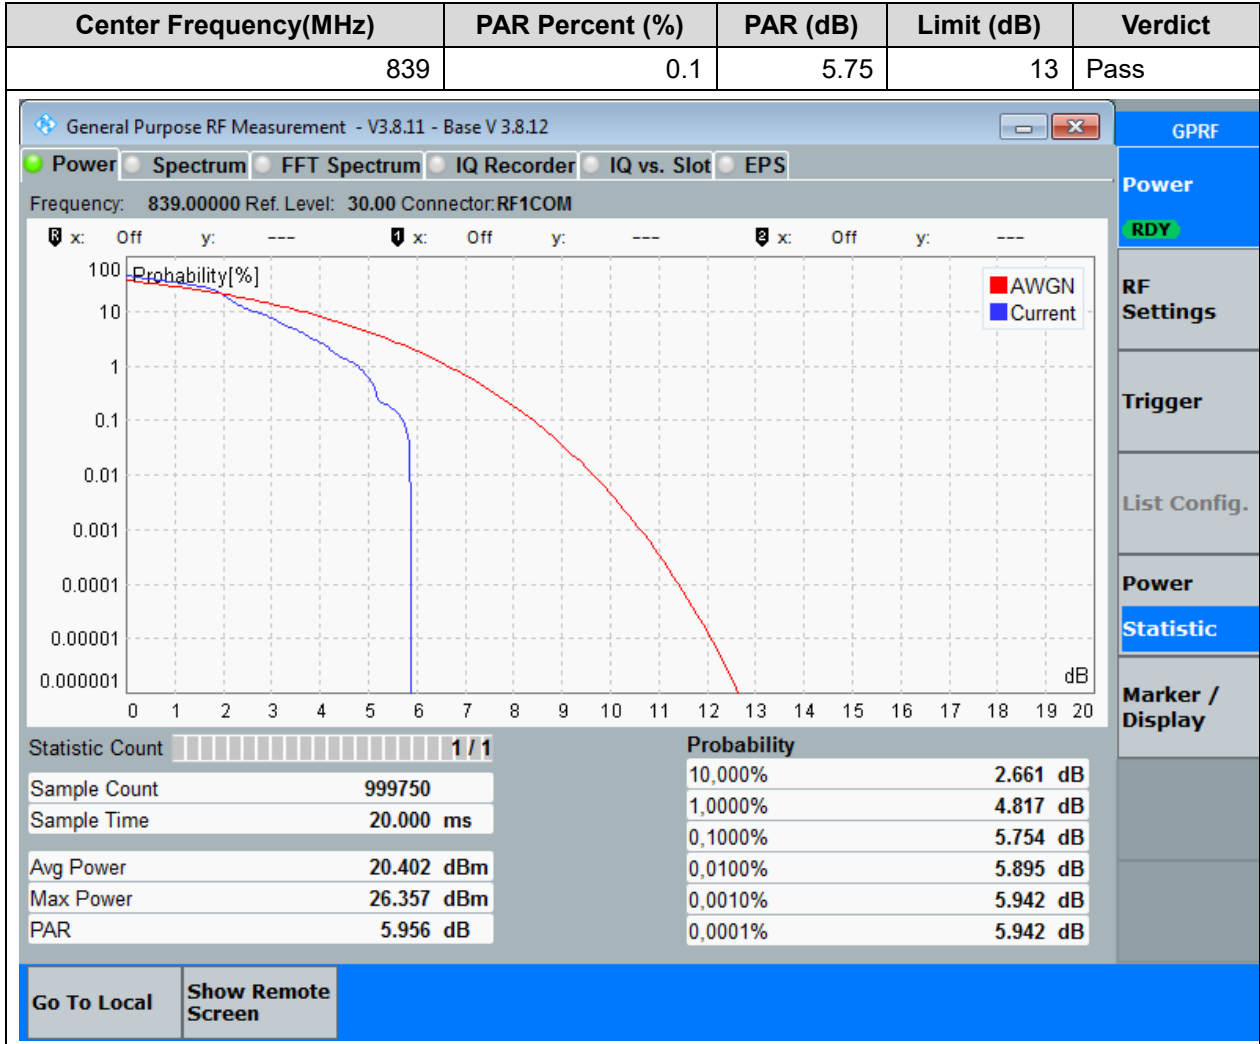 Center Frequency(MHz) PAR Percent (%) PAR (dB) Limit (dB) Verdict
839 0.1 5.75 13 Pass
General Purpose RF Measurement - V3.8.11 - Base V 3.8.12
GPRF
Power Spectrum FFT Spectrum IQ Recorder IQ vs. Slot EPS
Power
RDY
Frequency: 839.00000 Ref. Level: 30.00 Connector: RF1COM
R x: Off y: --- 1 x: Off y: --- 2 x: Off y: ---
Probability[%]
AWGN
Current
100
10
1
0.1
0.01
0.001
0.0001
0.00001
0.000001
dB
0 1 2 3 4 5 6 7 8 9 10 11 12 13 14 15 16 17 18 19 20
RF
Settings
Trigger
List Config.
Power
Statistic
Marker /
Display
Statistic Count 1 / 1
Sample Count 999750
Sample Time 20.000 ms
Avg Power 20.402 dBm
Max Power 26.357 dBm
PAR 5.956 dB
Probability
10,000% 2.661 dB
1,0000% 4.817 dB
0,1000% 5.754 dB
0,0100% 5.895 dB
0,0010% 5.942 dB
0,0001% 5.942 dB
Go To Local
Show Remote
Screen